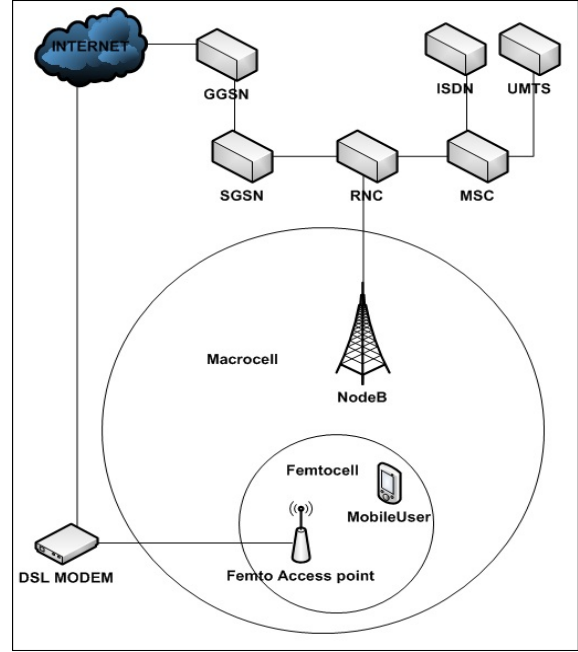 INTERNET
GGSN
ISDN
UMTS
SGSN
RNC
MSC
Macrocell
NodeB
Femtocell
MobileUser
Femto Access point
DSL MODEM